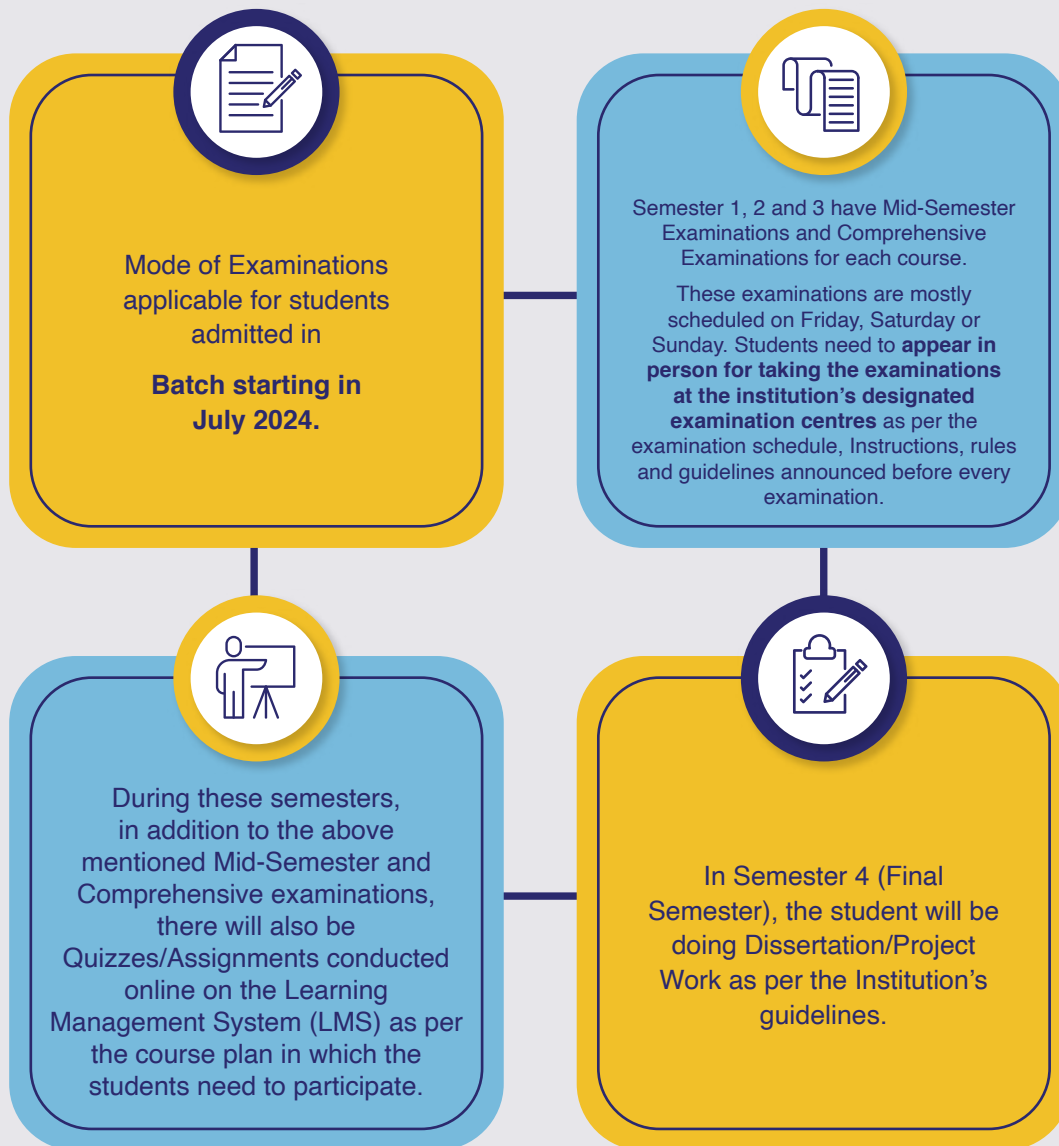 Mode of Examinations
applicable for students
admitted in
Batch starting in
July 2024.
Semester 1, 2 and 3 have Mid-Semester
Examinations and Comprehensive
Examinations for each course.
These examinations are mostly
scheduled on Friday, Saturday or
Sunday. Students need to appear in
person for taking the examinations
at the institution’s designated
examination centres as per the
examination schedule, Instructions, rules
and guidelines announced before every
examination.
During these semesters,
in addition to the above
mentioned Mid-Semester and
Comprehensive examinations,
there will also be
Quizzes/Assignments conducted
online on the Learning
Management System (LMS) as per
the course plan in which the
students need to participate.
In Semester 4 (Final
Semester), the student will be
doing Dissertation/Project
Work as per the Institution’s
guidelines.